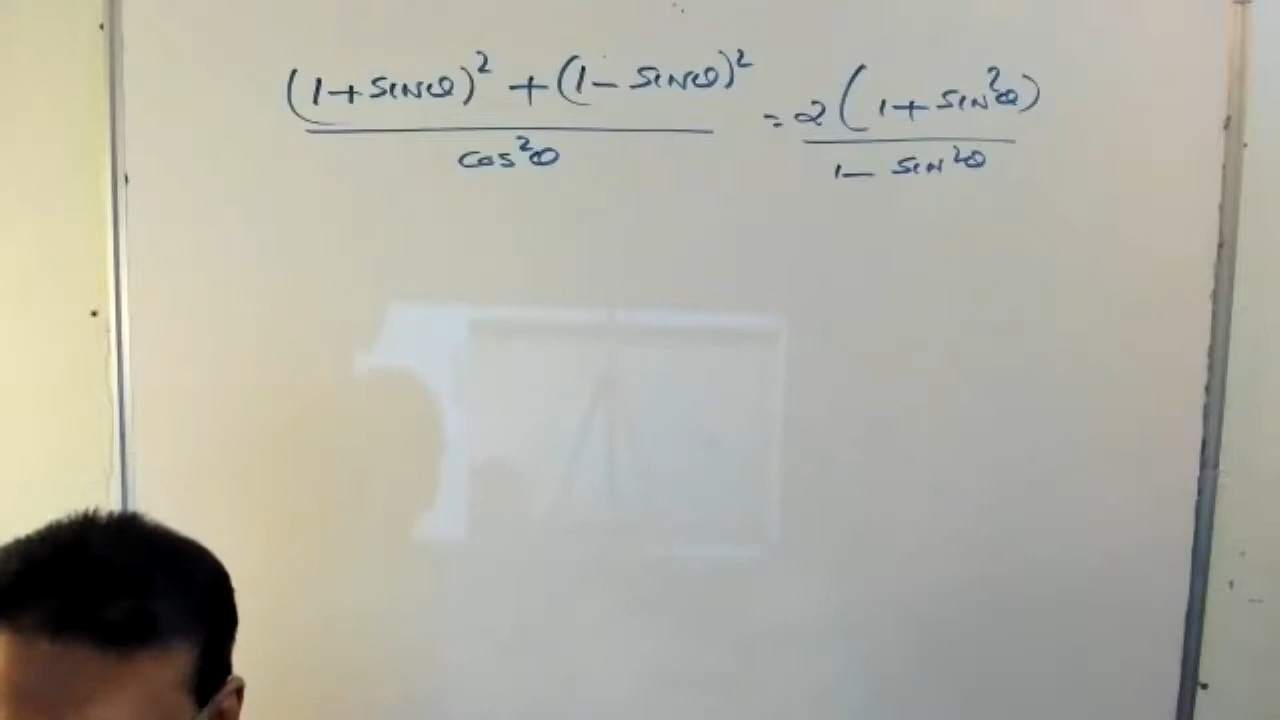 (1+sinθ)² + (1-sinθ)² / cos²θ = 2(1+sin²θ) / 1-sin²θ